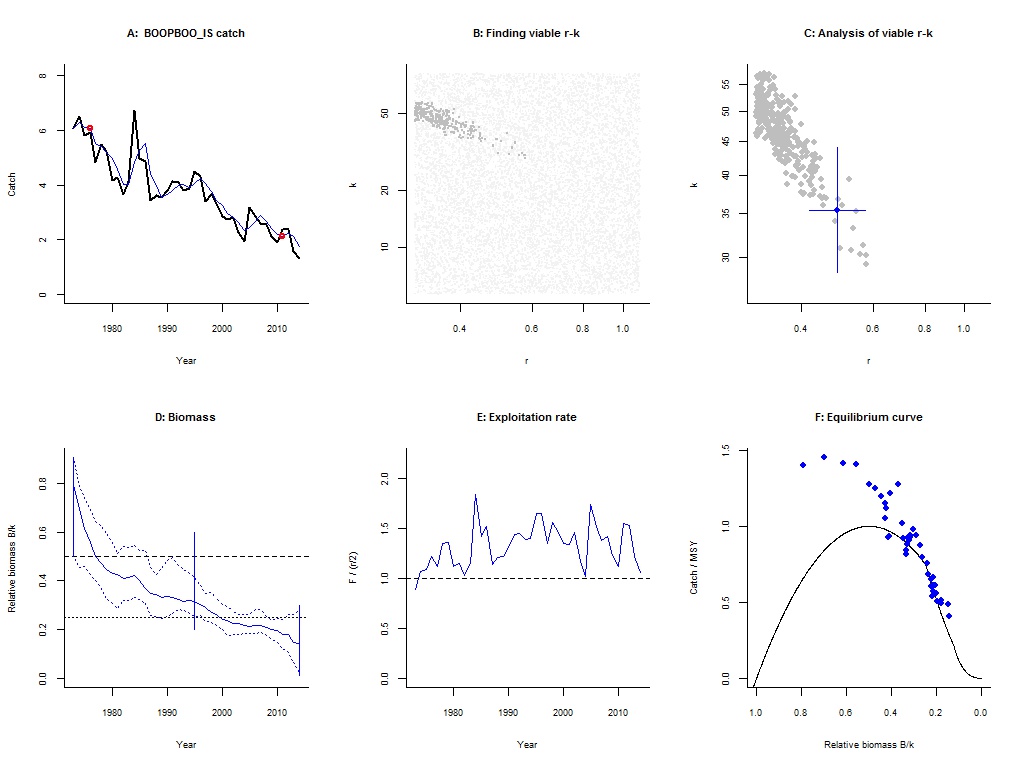 A: BOOPBOO_IS catch
Catch
0 2 4 6 8
1980 1990 2000 2010
Year
B: Finding viable r-k
k
10 20 50
0.4 0.6 0.8 1.0
r
C: Analysis of viable r-k
k
30 35 40 45 50 55
0.4 0.6 0.8 1.0
r
D: Biomass
Relative biomass B/k
0.0 0.2 0.4 0.6 0.8
1980 1990 2000 2010
Year
E: Exploitation rate
F / (r/2)
0.0 0.5 1.0 1.5 2.0
1980 1990 2000 2010
Year
F: Equilibrium curve
Catch / MSY
0.0 0.5 1.0 1.5
1.0 0.8 0.6 0.4 0.2 0.0
Relative biomass B/k